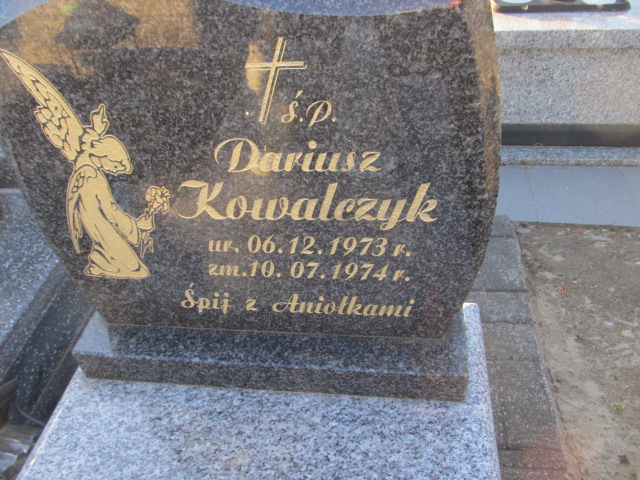 Ś.P.
Dariusz
Kowalczyk
ur. 06.12.1973 r.
zm. 10.07.1974 r.
Śpij z Aniołkami